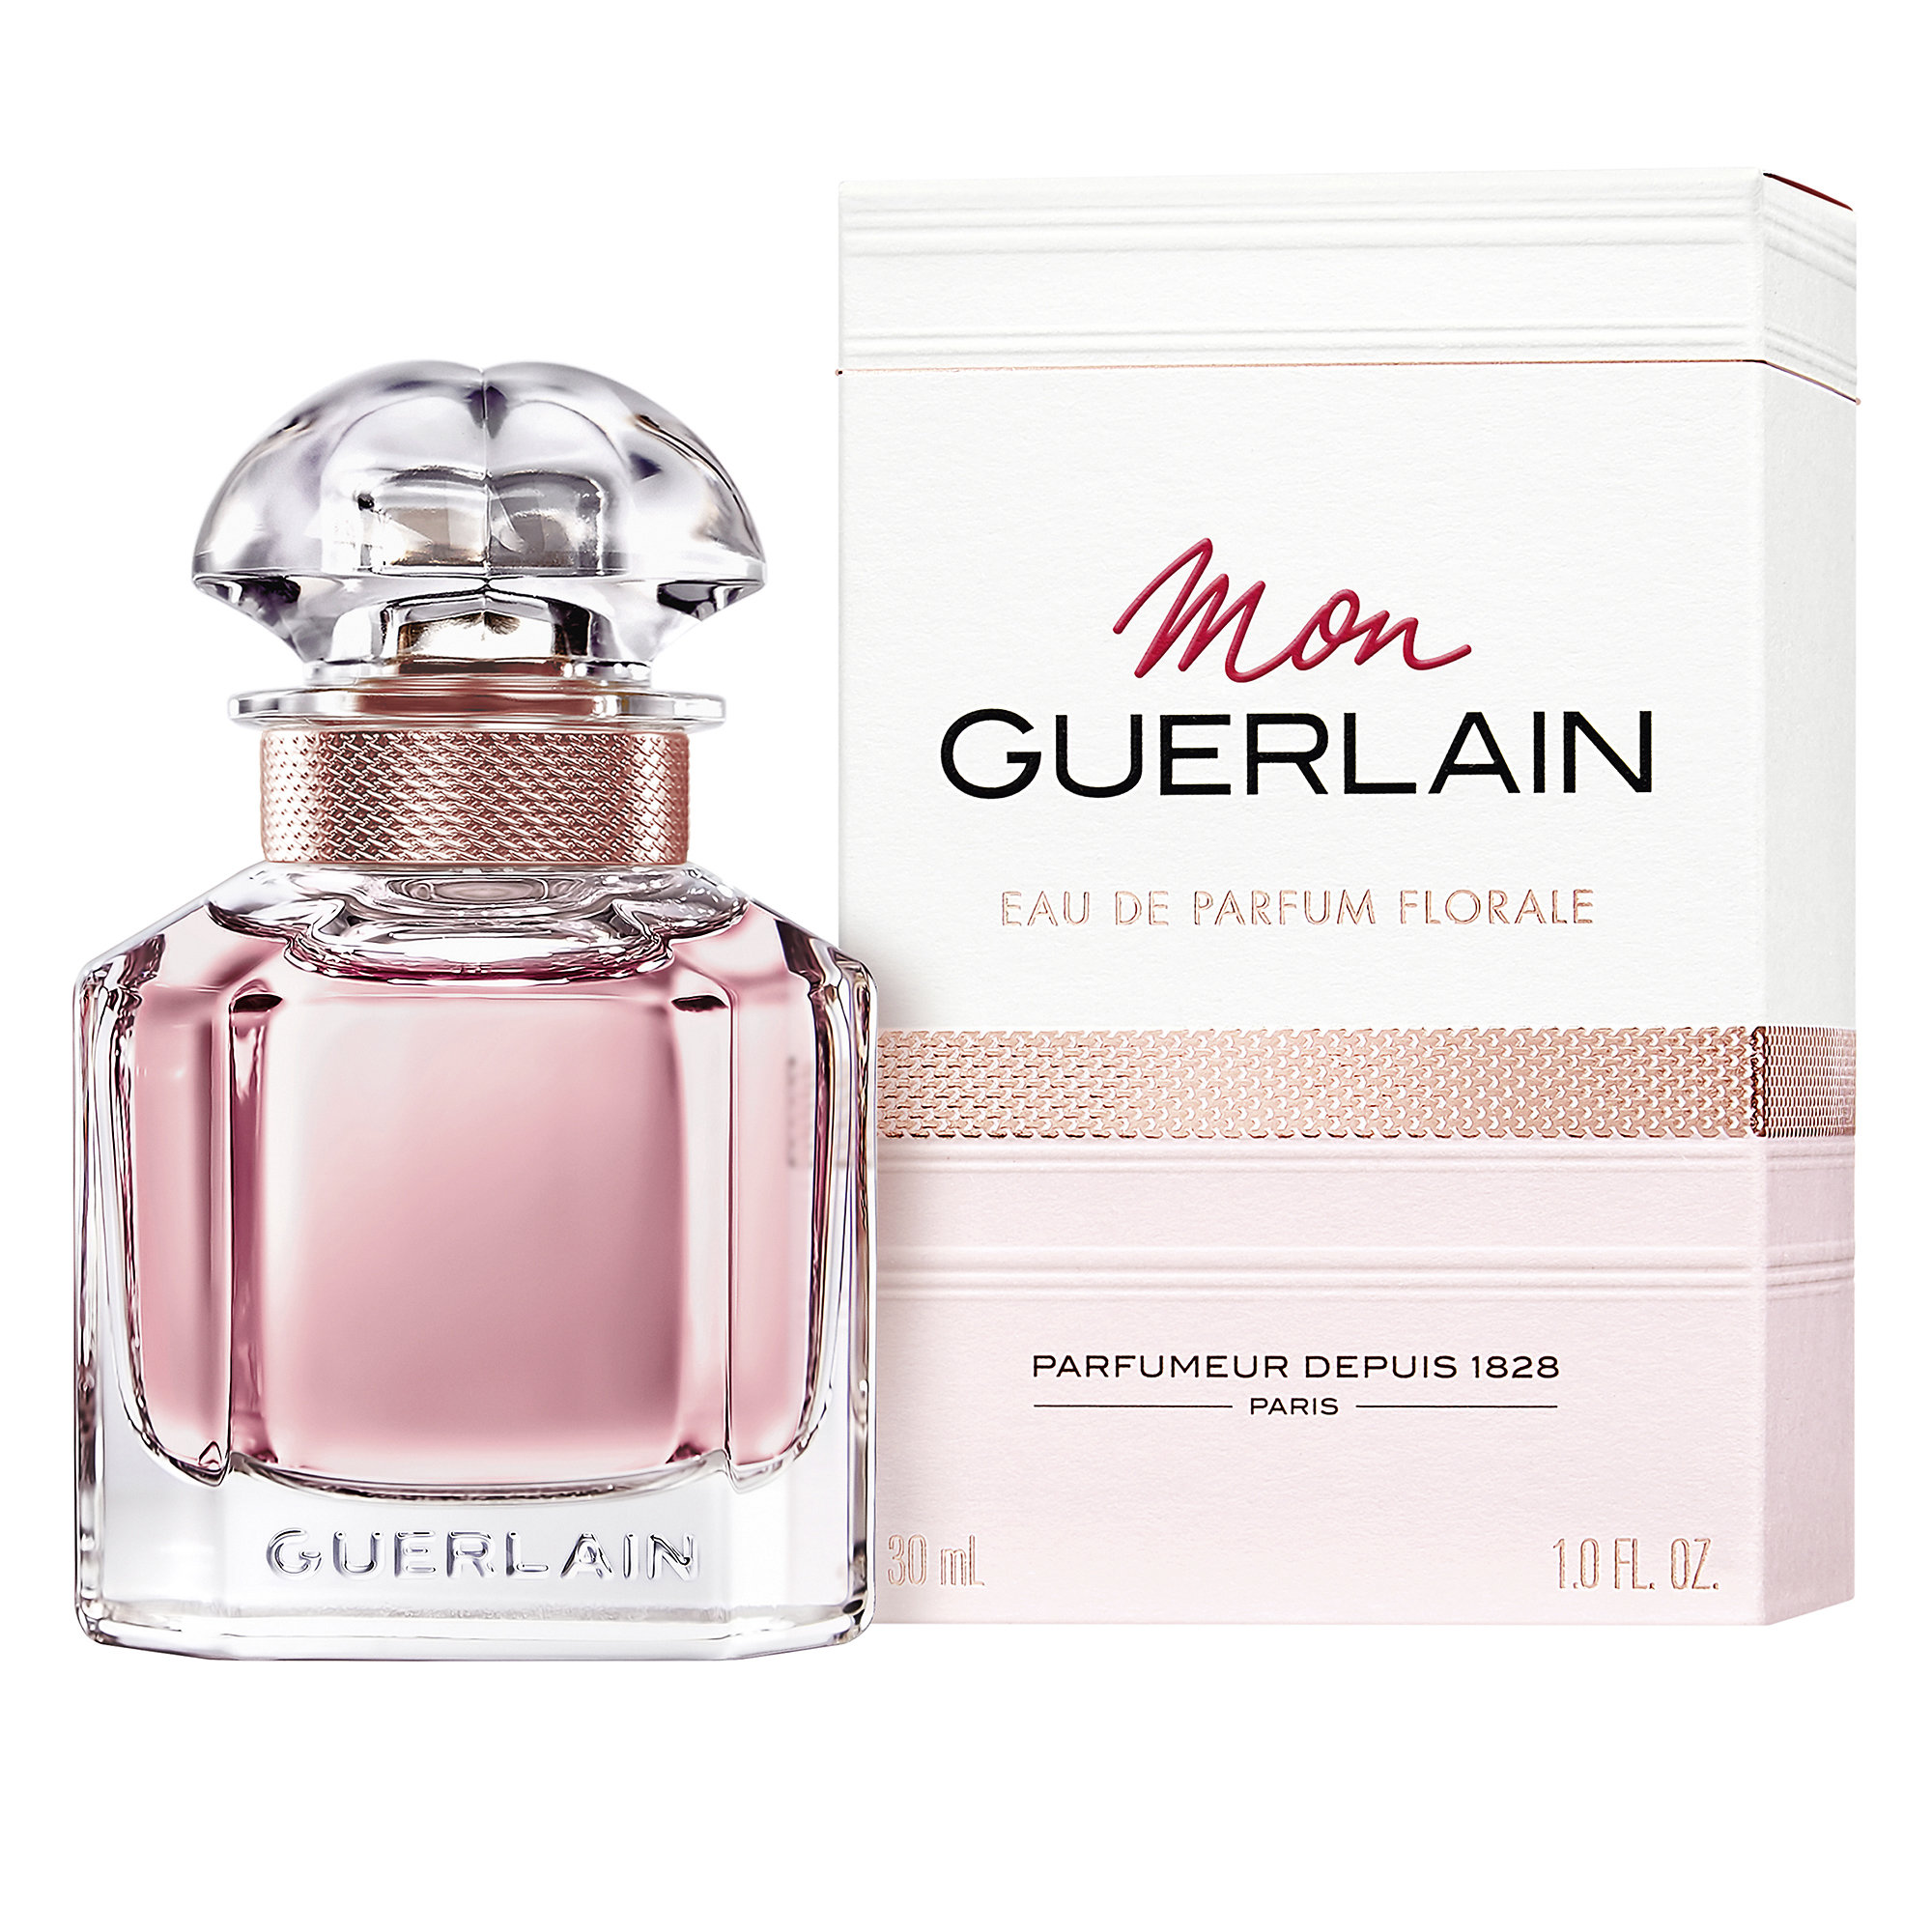 Mon
GUERLAIN
EAU DE PARFUM FLORALE
PARFUMEUR DEPUIS 1828
PARIS
30 mL
1.0 FL. OZ.
GUERLAIN